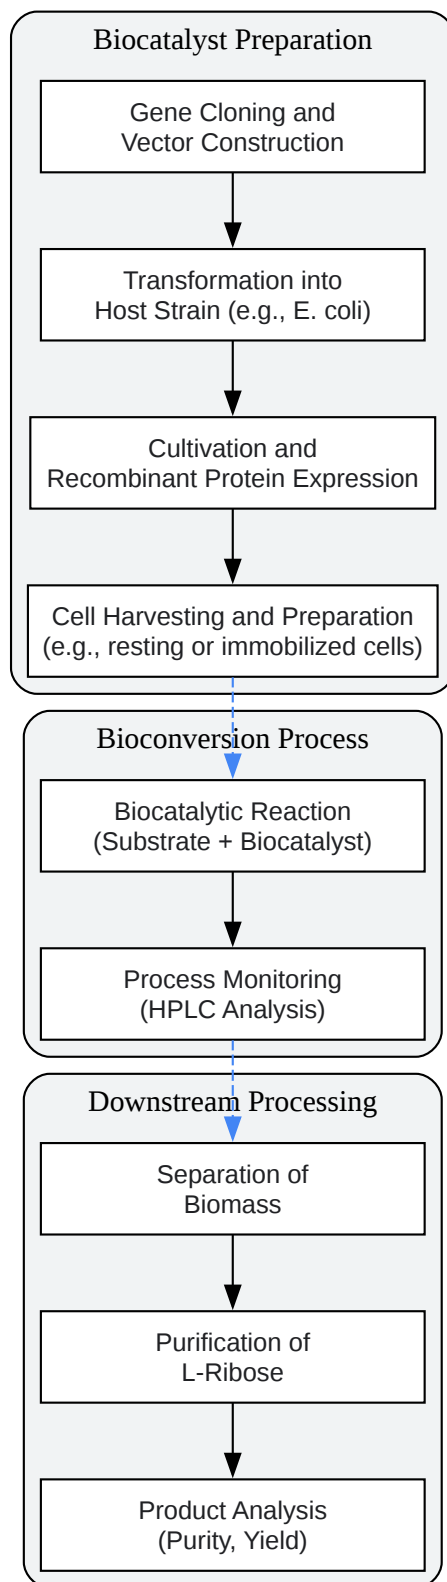 Biocatalyst Preparation
Gene Cloning and
Vector Construction
Transformation into
Host Strain (e.g., E. coli)
Cultivation and
Recombinant Protein Expression
Cell Harvesting and Preparation
(e.g., resting or immobilized cells)
Bioconversion Process
Biocatalytic Reaction
(Substrate + Biocatalyst)
Process Monitoring
(HPLC Analysis)
Downstream Processing
Separation of
Biomass
Purification of
L-Ribose
Product Analysis
(Purity, Yield)